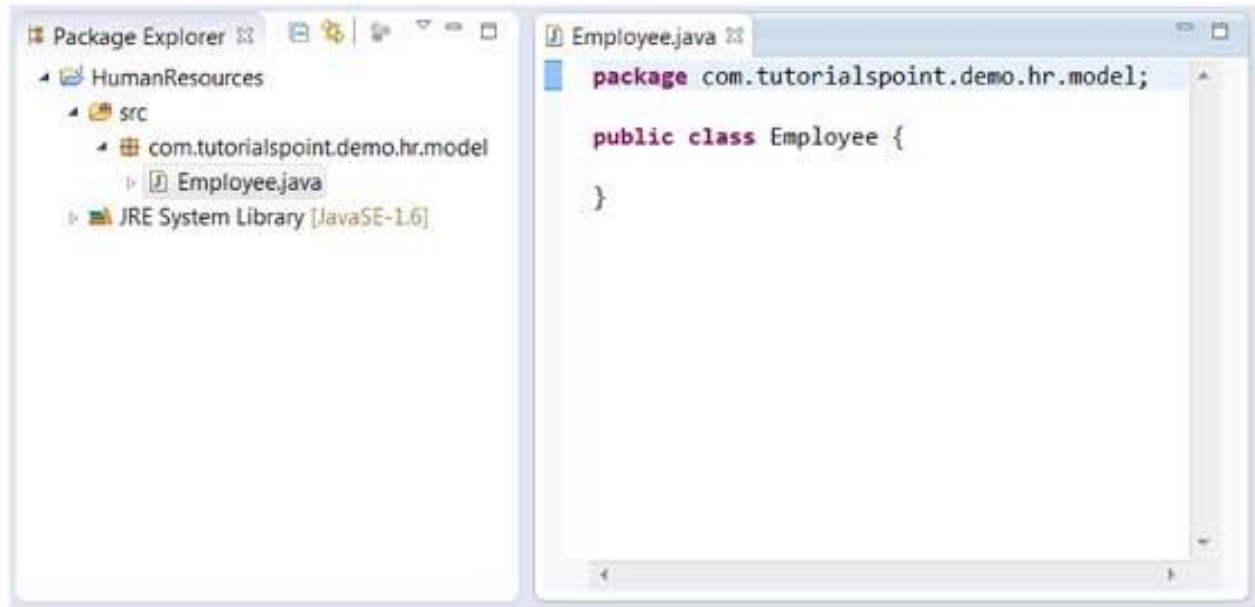 Package Explorer
HumanResources
src
com.tutorialspoint.demo.hr.model
Employee.java
JRE System Library [JavaSE-1.6]
Employee.java
package com.tutorialspoint.demo.hr.model;
public class Employee {
}